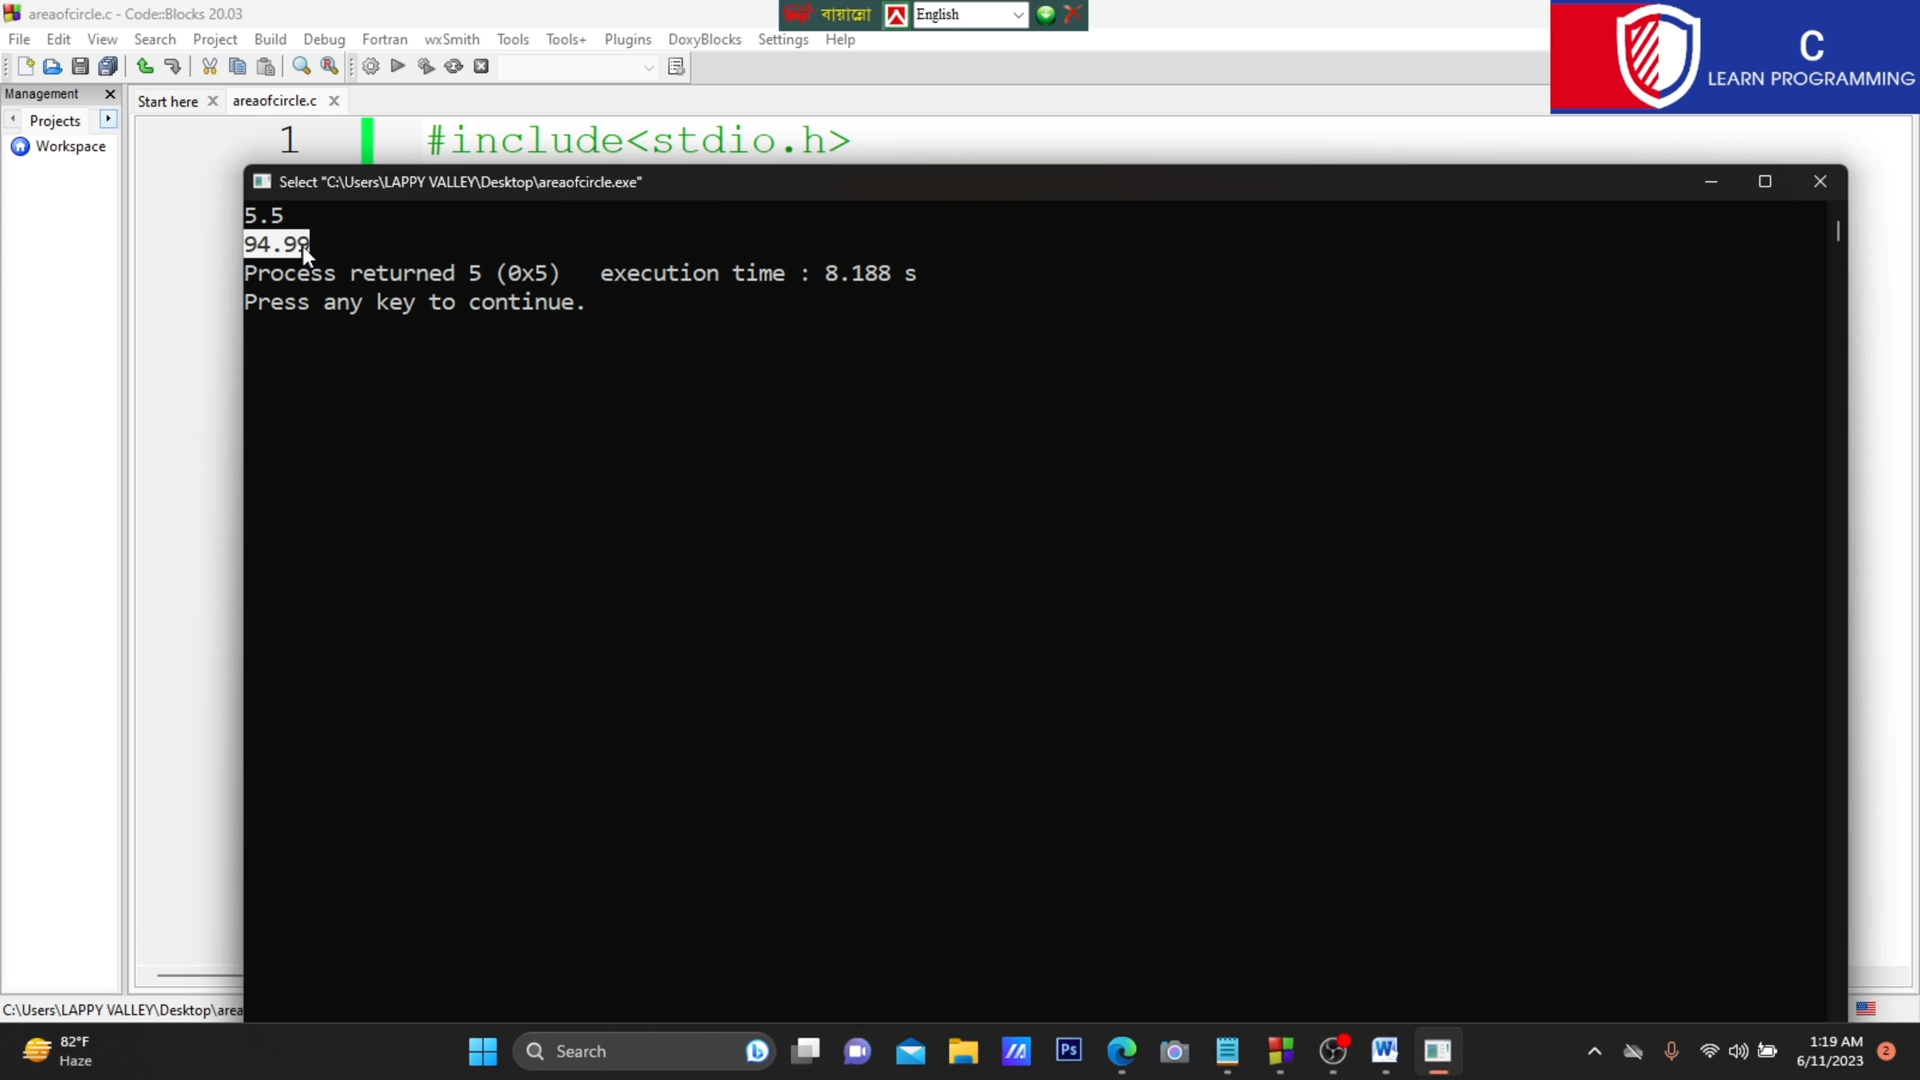 areaofcircle.c - Code::Blocks 20.03
বায়ান্নো
English
File Edit View Search Project Build Debug Fortran wxSmith Tools Tools+ Plugins DoxyBlocks Settings Help
C
LEARN PROGRAMMING
Management
Start here
areaofcircle.c
Projects
Workspace
1 #include<stdio.h>
Select "C:\Users\LAPPY VALLEY\Desktop\areaofcircle.exe"
5.5
94.99
Process returned 5 (0x5) execution time : 8.188 s
Press any key to continue.
C:\Users\LAPPY VALLEY\Desktop\area
82°F
Haze
Search
Ps
W
1:19 AM
6/11/2023
2